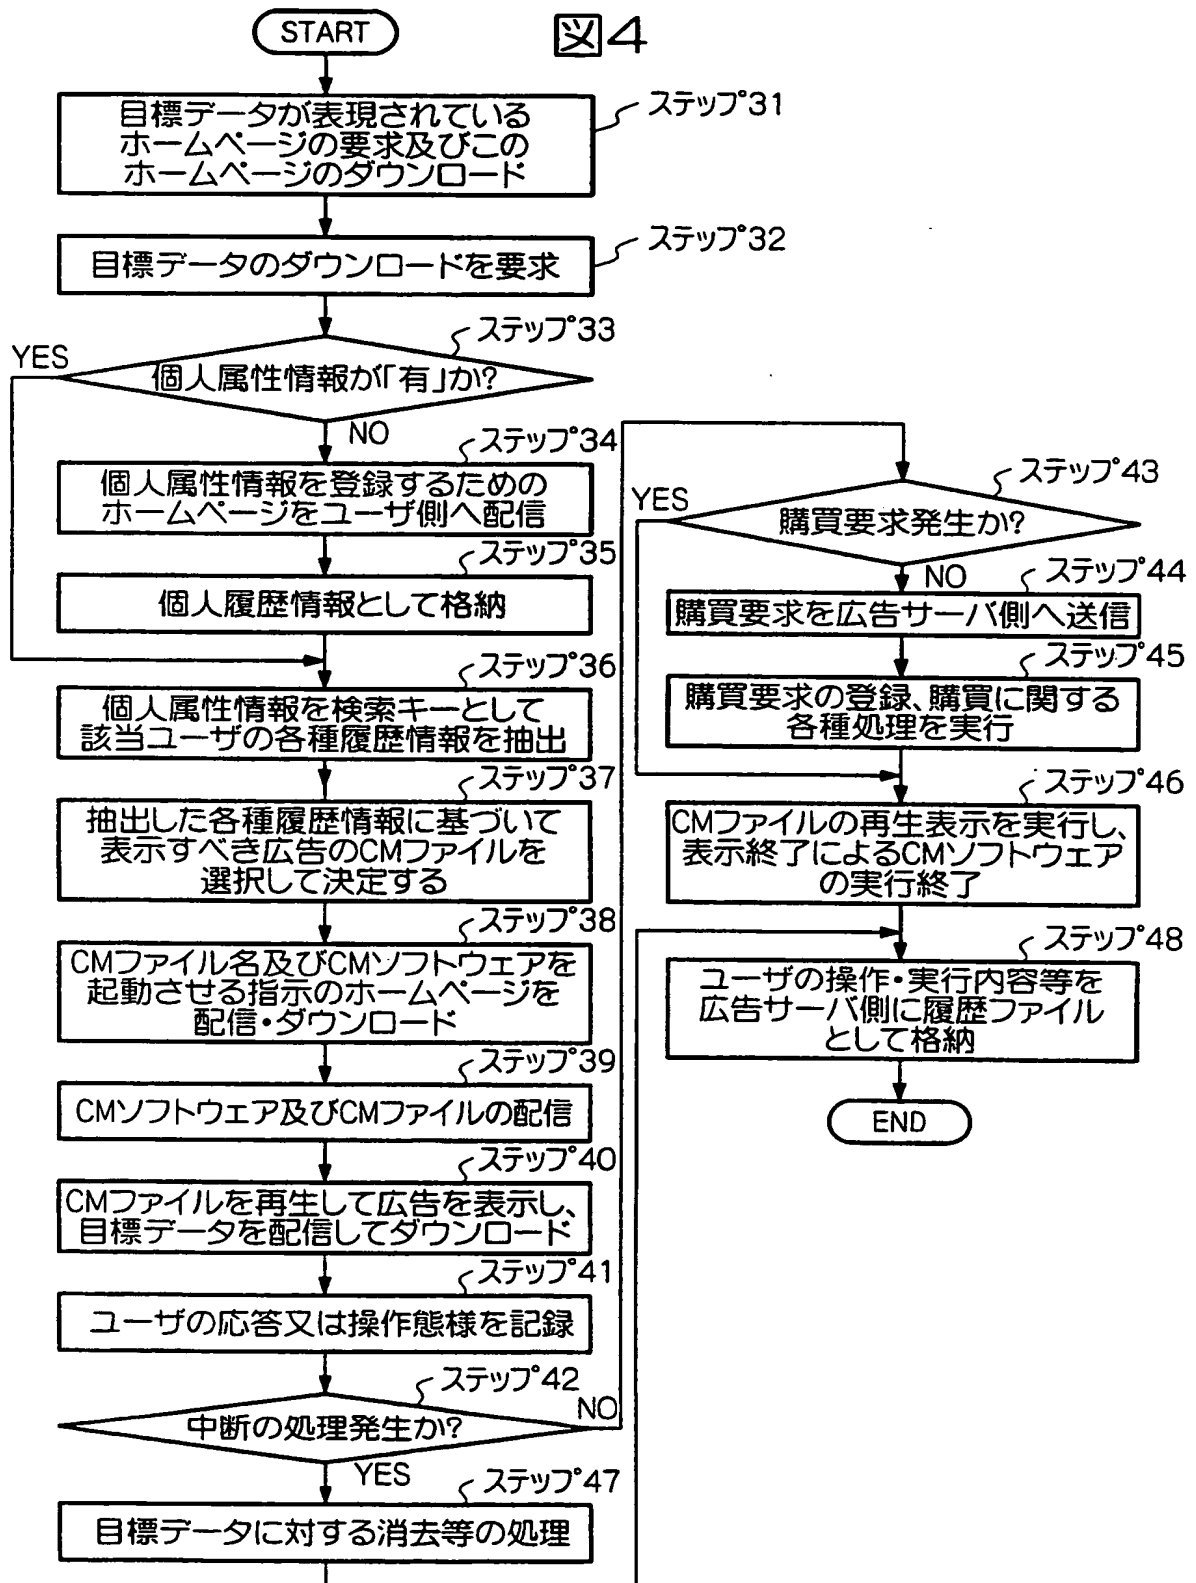 START
図4
目標データが表現されている
ホームページの要求及びこの
ホームページのダウンロード
ステップ31
目標データのダウンロードを要求
ステップ32
個人属性情報が「有」か?
ステップ33
YES
NO
個人属性情報を登録するための
ホームページをユーザ側へ配信
ステップ34
個人履歴情報として格納
ステップ35
個人属性情報を検索キーとして
該当ユーザの各種履歴情報を抽出
ステップ36
抽出した各種履歴情報に基づいて
表示すべき広告のCMファイルを
選択して決定する
ステップ37
CMファイル名及びCMソフトウェアを
起動させる指示のホームページを
配信・ダウンロード
ステップ38
CMソフトウェア及びCMファイルの配信
ステップ39
CMファイルを再生して広告を表示し、
目標データを配信してダウンロード
ステップ40
ユーザの応答又は操作態様を記録
ステップ41
中断の処理発生か?
ステップ42
NO
YES
目標データに対する消去等の処理
ステップ47
購買要求発生か?
ステップ43
YES
NO
購買要求を広告サーバ側へ送信
ステップ44
購買要求の登録、購買に関する
各種処理を実行
ステップ45
CMファイルの再生表示を実行し、
表示終了によるCMソフトウェア
の実行終了
ステップ46
ユーザの操作・実行内容等を
広告サーバ側に履歴ファイル
として格納
ステップ48
END